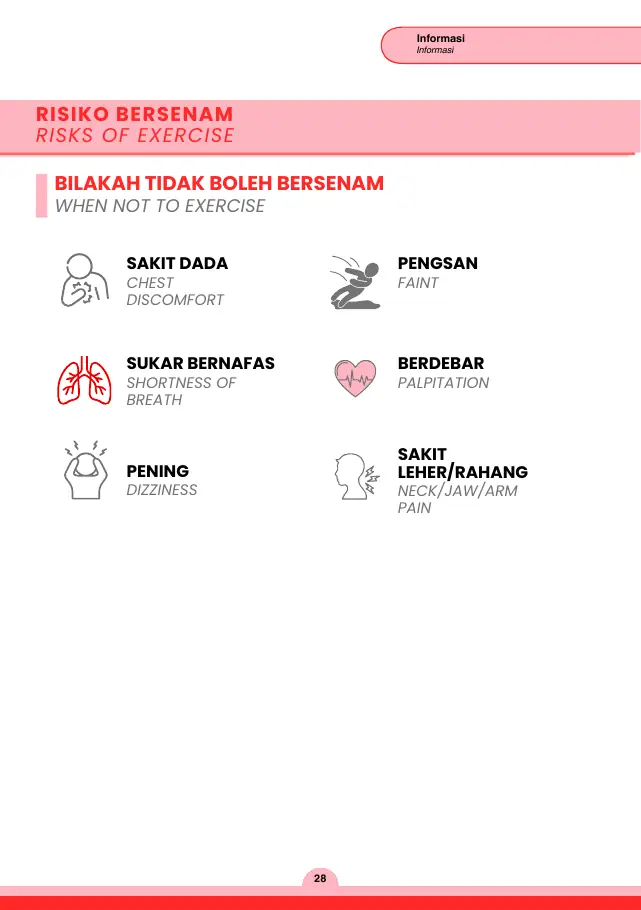 Informasi
Informasi
RISIKO BERSENAM
RISKS OF EXERCISE
BILAKAH TIDAK BOLEH BERSENAM
WHEN NOT TO EXERCISE
SAKIT DADA
CHEST
DISCOMFORT
PENGSAN
FAINT
SUKAR BERNAFAS
SHORTNESS OF
BREATH
BERDEBAR
PALPITATION
PENING
DIZZINESS
SAKIT
LEHER/RAHANG
NECK/JAW/ARM
PAIN
28